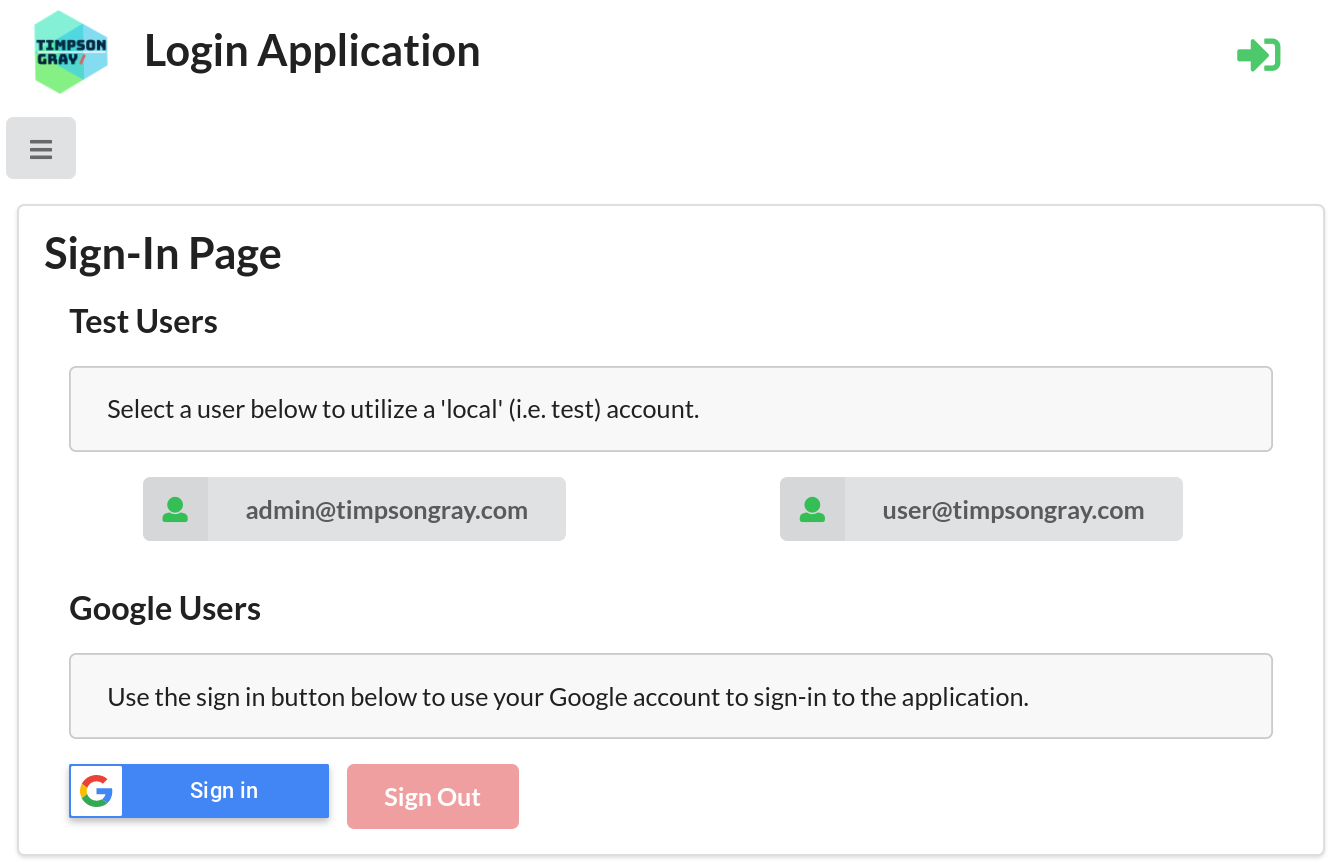 TIMPSON
GRAY/
Login Application
Sign-In Page
Test Users
Select a user below to utilize a 'local' (i.e. test) account.
admin@timpsongray.com
user@timpsongray.com
Google Users
Use the sign in button below to use your Google account to sign-in to the application.
Sign in
Sign Out